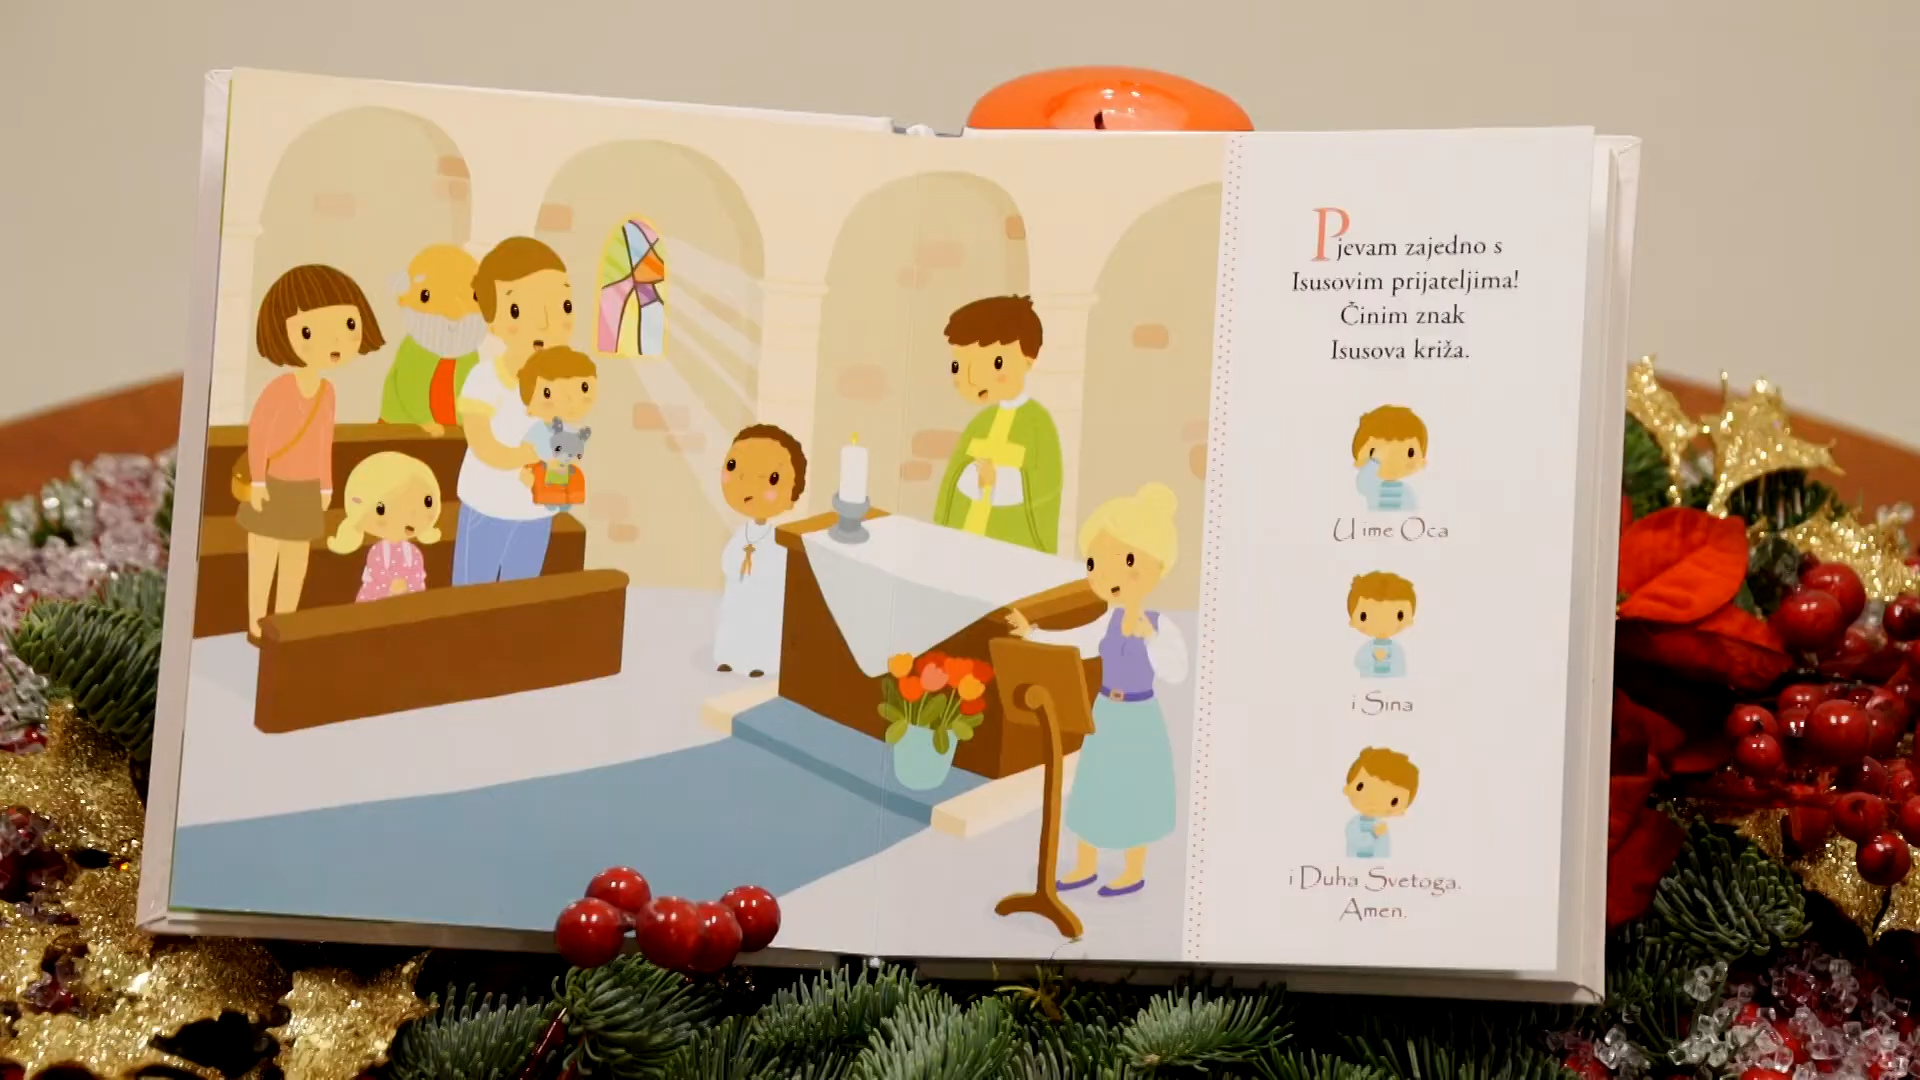 Pjevam zajedno s
Isusovim prijateljima!
Činim znak
Isusova križa.
U ime Oca
i Sina
i Duha Svetoga.
Amen.